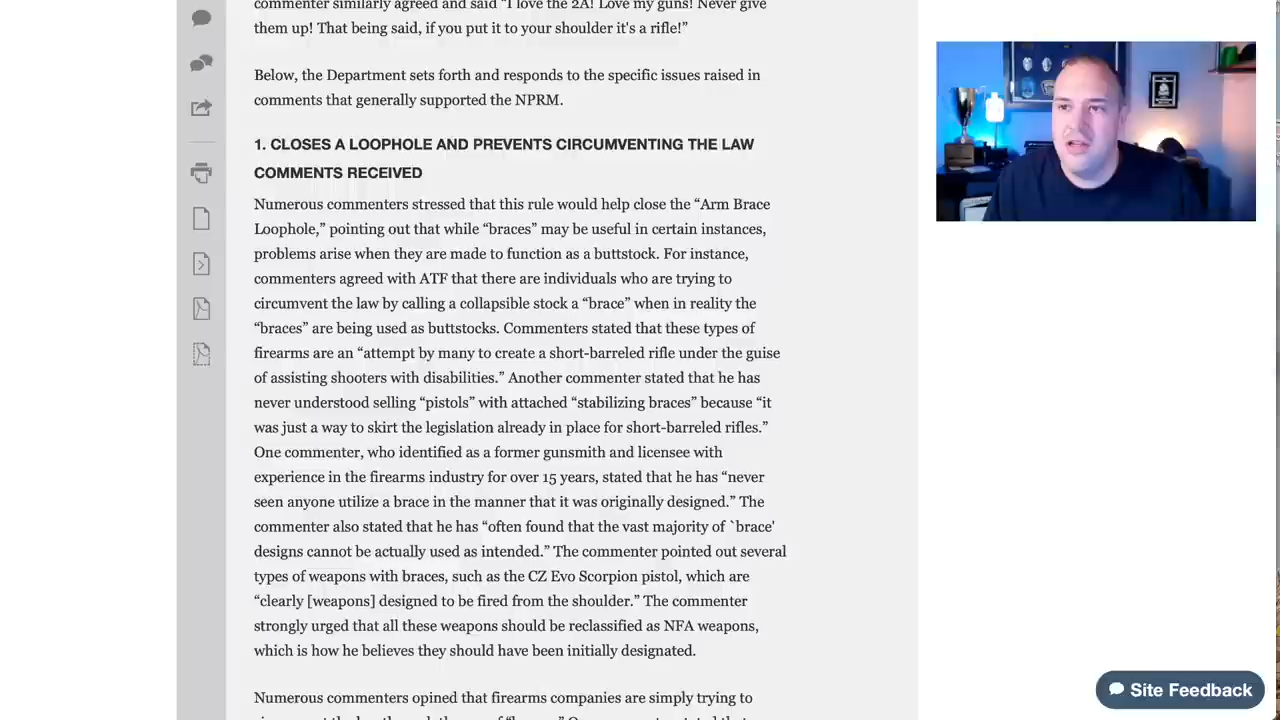 commenter similarly agreed and said “I love the 2A! Love my guns! Never give
them up! That being said, if you put it to your shoulder it's a rifle!”
Below, the Department sets forth and responds to the specific issues raised in
comments that generally supported the NPRM.
1. CLOSES A LOOPHOLE AND PREVENTS CIRCUMVENTING THE LAW
COMMENTS RECEIVED
Numerous commenters stressed that this rule would help close the “Arm Brace
Loophole,” pointing out that while “braces” may be useful in certain instances,
problems arise when they are made to function as a buttstock. For instance,
commenters agreed with ATF that there are individuals who are trying to
circumvent the law by calling a collapsible stock a “brace” when in reality the
“braces” are being used as buttstocks. Commenters stated that these types of
firearms are an “attempt by many to create a short-barreled rifle under the guise
of assisting shooters with disabilities.” Another commenter stated that he has
never understood selling “pistols” with attached “stabilizing braces” because “it
was just a way to skirt the legislation already in place for short-barreled rifles.”
One commenter, who identified as a former gunsmith and licensee with
experience in the firearms industry for over 15 years, stated that he has “never
seen anyone utilize a brace in the manner that it was originally designed.” The
commenter also stated that he has “often found that the vast majority of `brace'
designs cannot be actually used as intended.” The commenter pointed out several
types of weapons with braces, such as the CZ Evo Scorpion pistol, which are
“clearly [weapons] designed to be fired from the shoulder.” The commenter
strongly urged that all these weapons should be reclassified as NFA weapons,
which is how he believes they should have been initially designated.
Numerous commenters opined that firearms companies are simply trying to
Site Feedback